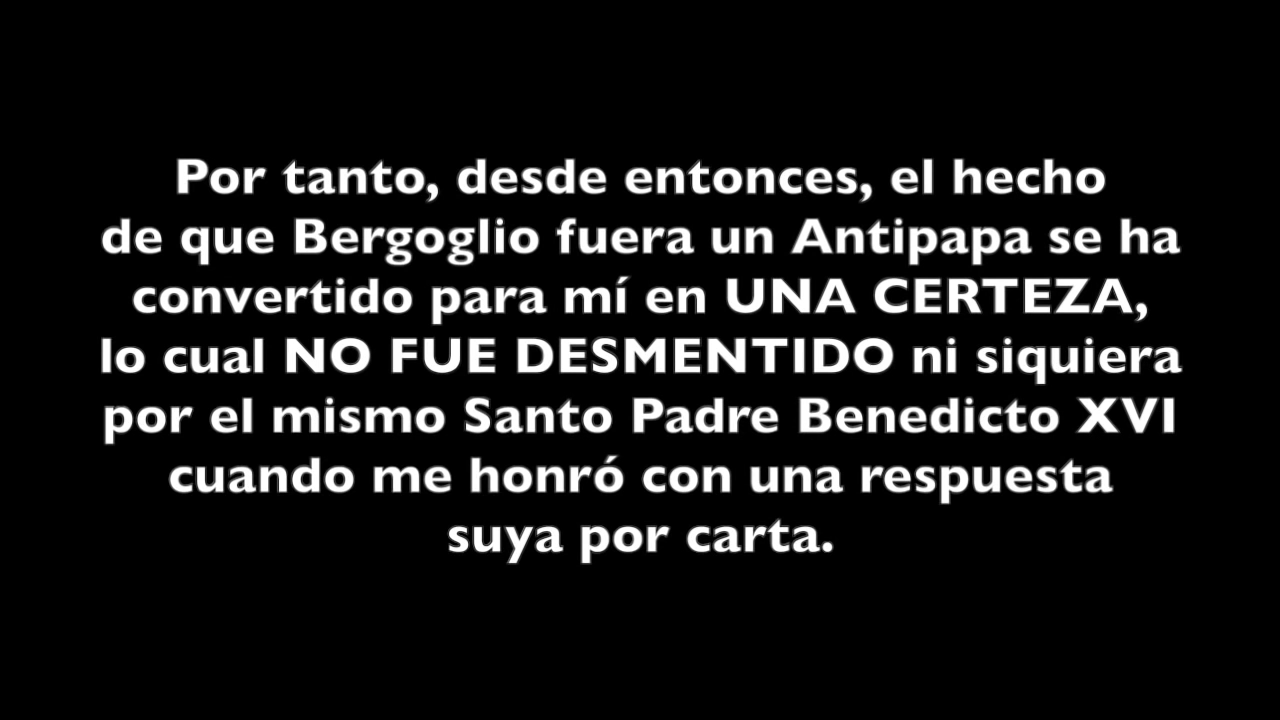 Por tanto, desde entonces, el hecho
de que Bergoglio fuera un Antipapa se ha
convertido para mí en UNA CERTEZA,
lo cual NO FUE DESMENTIDO ni siquiera
por el mismo Santo Padre Benedicto XVI
cuando me honró con una respuesta
suya por carta.